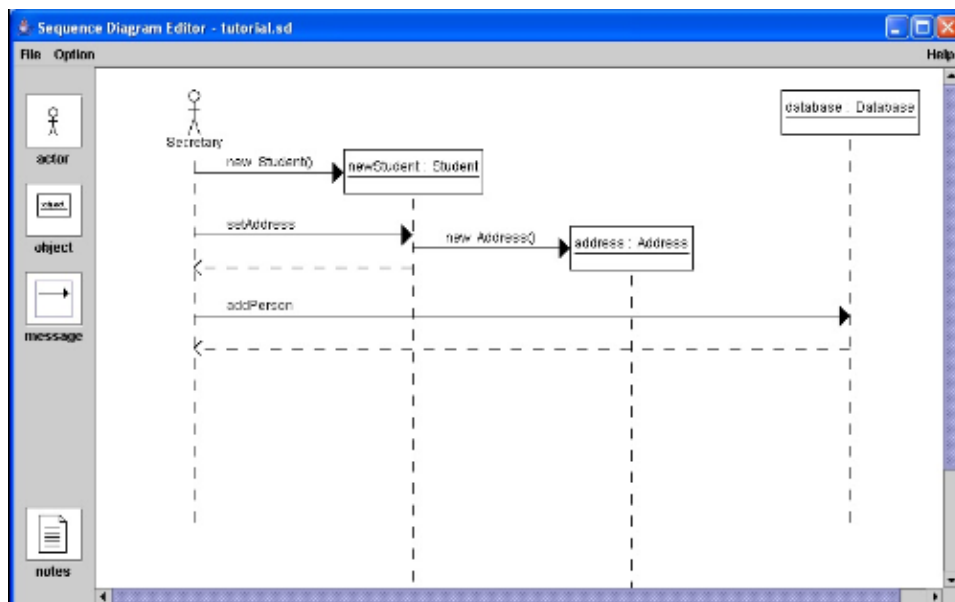 Sequence Diagram Editor - tutorial.sd
File Option Help
database : Database
actor
Secretary
new Student()
newStudent : Student
object
setAddress
new Address()
address : Address
addPerson
message
notes